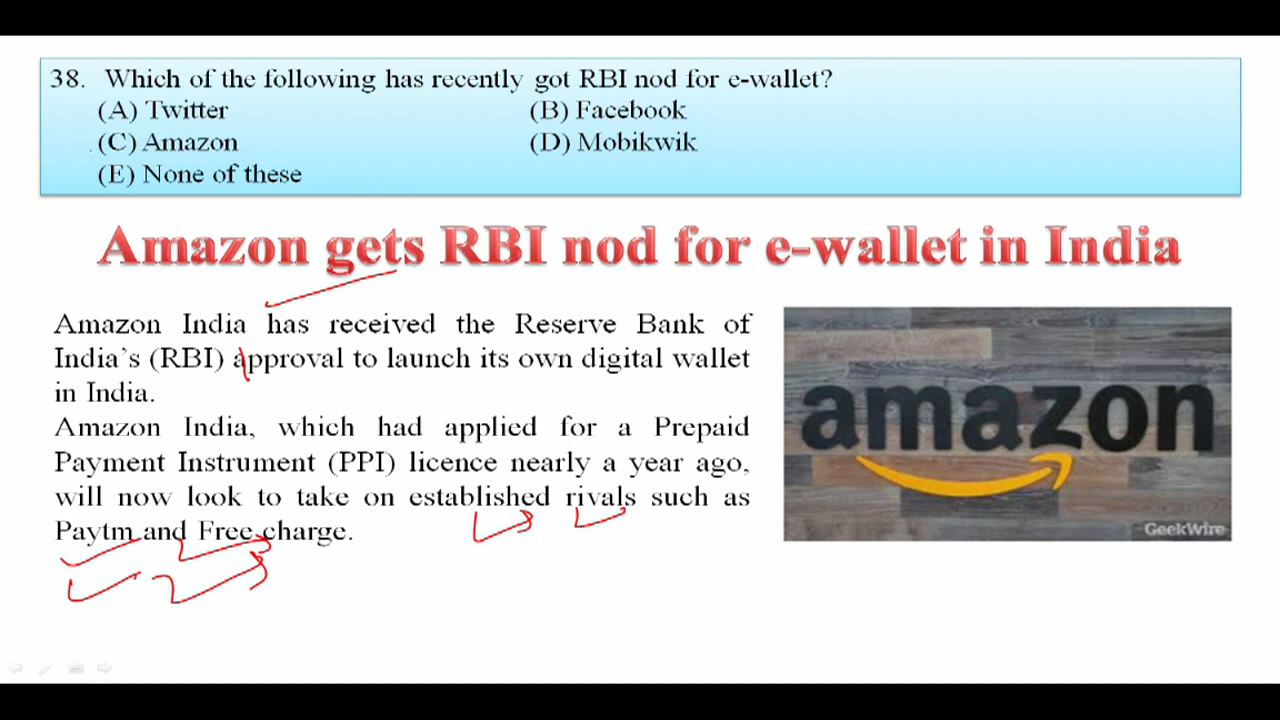 38. Which of the following has recently got RBI nod for e-wallet?
(A) Twitter (B) Facebook
(C) Amazon (D) Mobikwik
(E) None of these
Amazon gets RBI nod for e-wallet in India
Amazon India has received the Reserve Bank of
India's (RBI) approval to launch its own digital wallet
in India.
Amazon India, which had applied for a Prepaid
Payment Instrument (PPI) licence nearly a year ago,
will now look to take on established rivals such as
Paytm and Free charge.
amazon
GeekWire